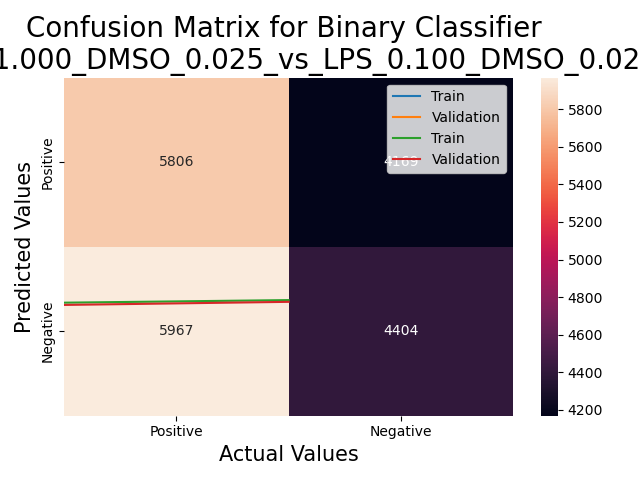 Confusion Matrix for Binary Classifier
1.000_DMSO_0.025_vs_LPS_0.100_DMSO_0.02
Train
Validation
Train
Validation
5800
5600
5400
5200
5000
4800
4600
4400
4200
Predicted Values
Positive
Negative
5806
5967
4404
Positive
Negative
Actual Values